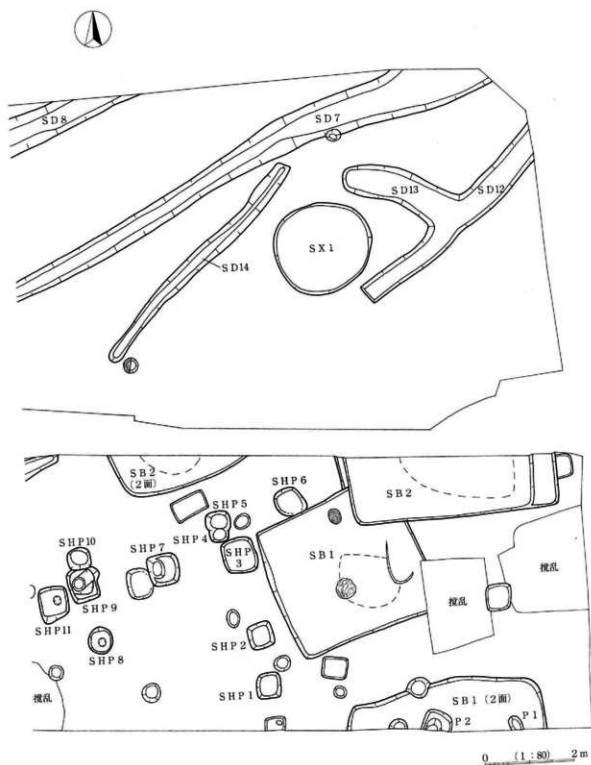 SD8
SD7
SD13
SD12
SX1
SD14
SB2
(2面)
SHP6
SB2
SHP5
SHP10
SHP7
SHP4
SHP
3
SB1
攪乱
攪乱
SHP9
SHP11
SHP2
SHP8
攪乱
SHP1
SB1 (2面)
P2
P1
0 (1:80) 2m